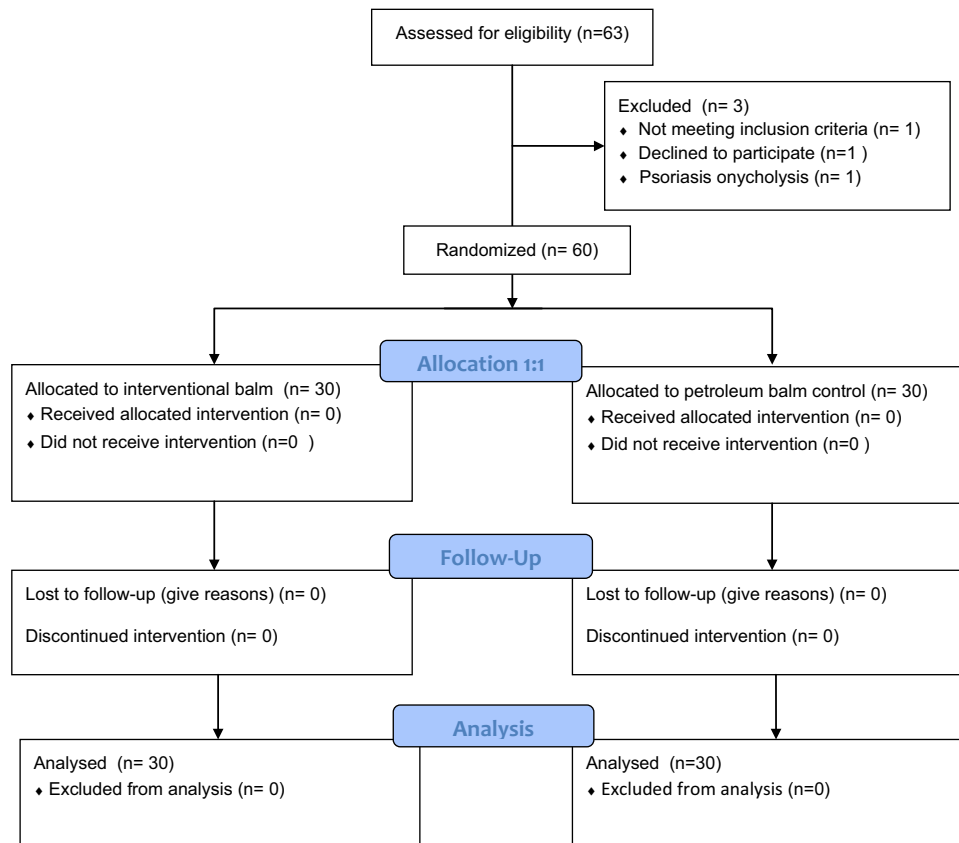 Assessed for eligibility (n=63)
Excluded (n= 3)
♦ Not meeting inclusion criteria (n= 1)
♦ Declined to participate (n=1 )
♦ Psoriasis onycholysis (n= 1)
Randomized (n= 60)
Allocation 1:1
Allocated to interventional balm (n= 30)
♦ Received allocated intervention (n= 0)
♦ Did not receive intervention (n=0 )
Allocated to petroleum balm control (n= 30)
♦ Received allocated intervention (n= 0)
♦ Did not receive intervention (n=0 )
Follow-Up
Lost to follow-up (give reasons) (n= 0)
Discontinued intervention (n= 0)
Lost to follow-up (give reasons) (n= 0)
Discontinued intervention (n= 0)
Analysis
Analysed (n= 30)
♦ Excluded from analysis (n= 0)
Analysed (n=30)
♦ Excluded from analysis (n=0)